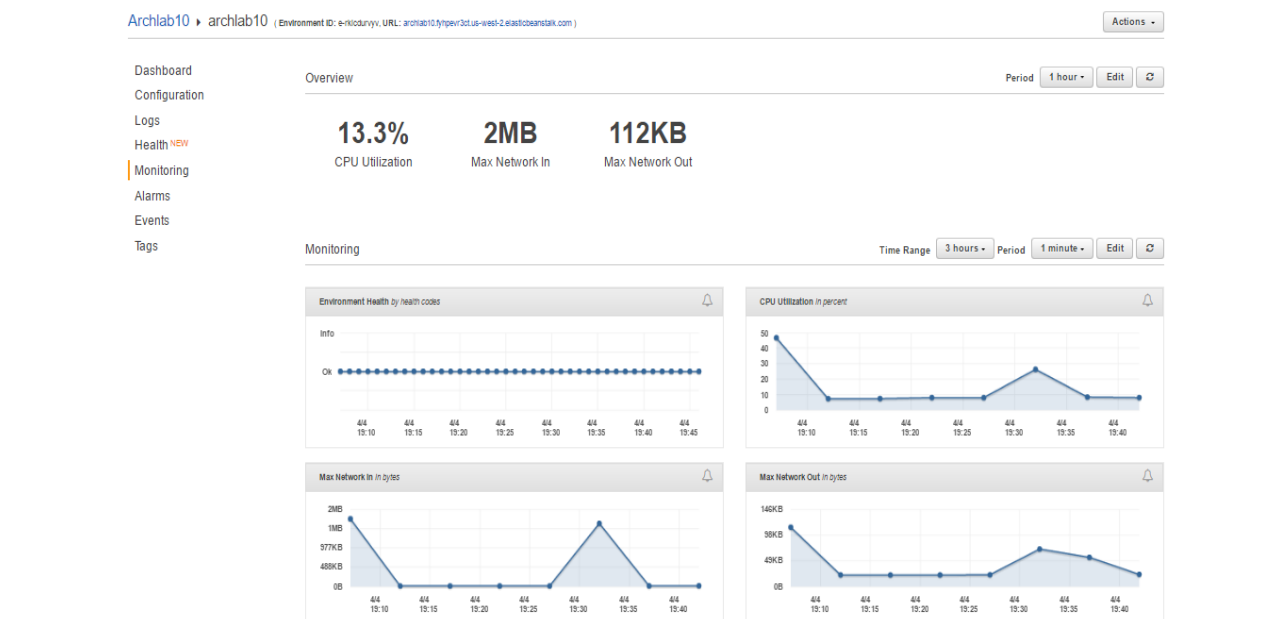 Archlab10 ▸ archlab10 ( Environment ID: e-rklcdurvyv, URL: archlab10.fyhpevr3ct.us-west-2.elasticbeanstalk.com )
Actions
Dashboard
Configuration
Logs
Health NEW
Monitoring
Alarms
Events
Tags
Overview
Period 1 hour Edit
13.3% 2MB 112KB
CPU Utilization Max Network In Max Network Out
Monitoring
Time Range 3 hours Period 1 minute Edit
Environment Health by health codes
Info
Ok
4/4 4/4 4/4 4/4 4/4 4/4 4/4 4/4
19:10 19:15 19:20 19:25 19:30 19:35 19:40 19:45
CPU Utilization in percent
50
40
30
20
10
0
4/4 4/4 4/4 4/4 4/4 4/4 4/4
19:10 19:15 19:20 19:25 19:30 19:35 19:40
Max Network In in bytes
2MB
1MB
977KB
488KB
0B
4/4 4/4 4/4 4/4 4/4 4/4 4/4
19:10 19:15 19:20 19:25 19:30 19:35 19:40
Max Network Out in bytes
146KB
98KB
49KB
0B
4/4 4/4 4/4 4/4 4/4 4/4 4/4
19:10 19:15 19:20 19:25 19:30 19:35 19:40